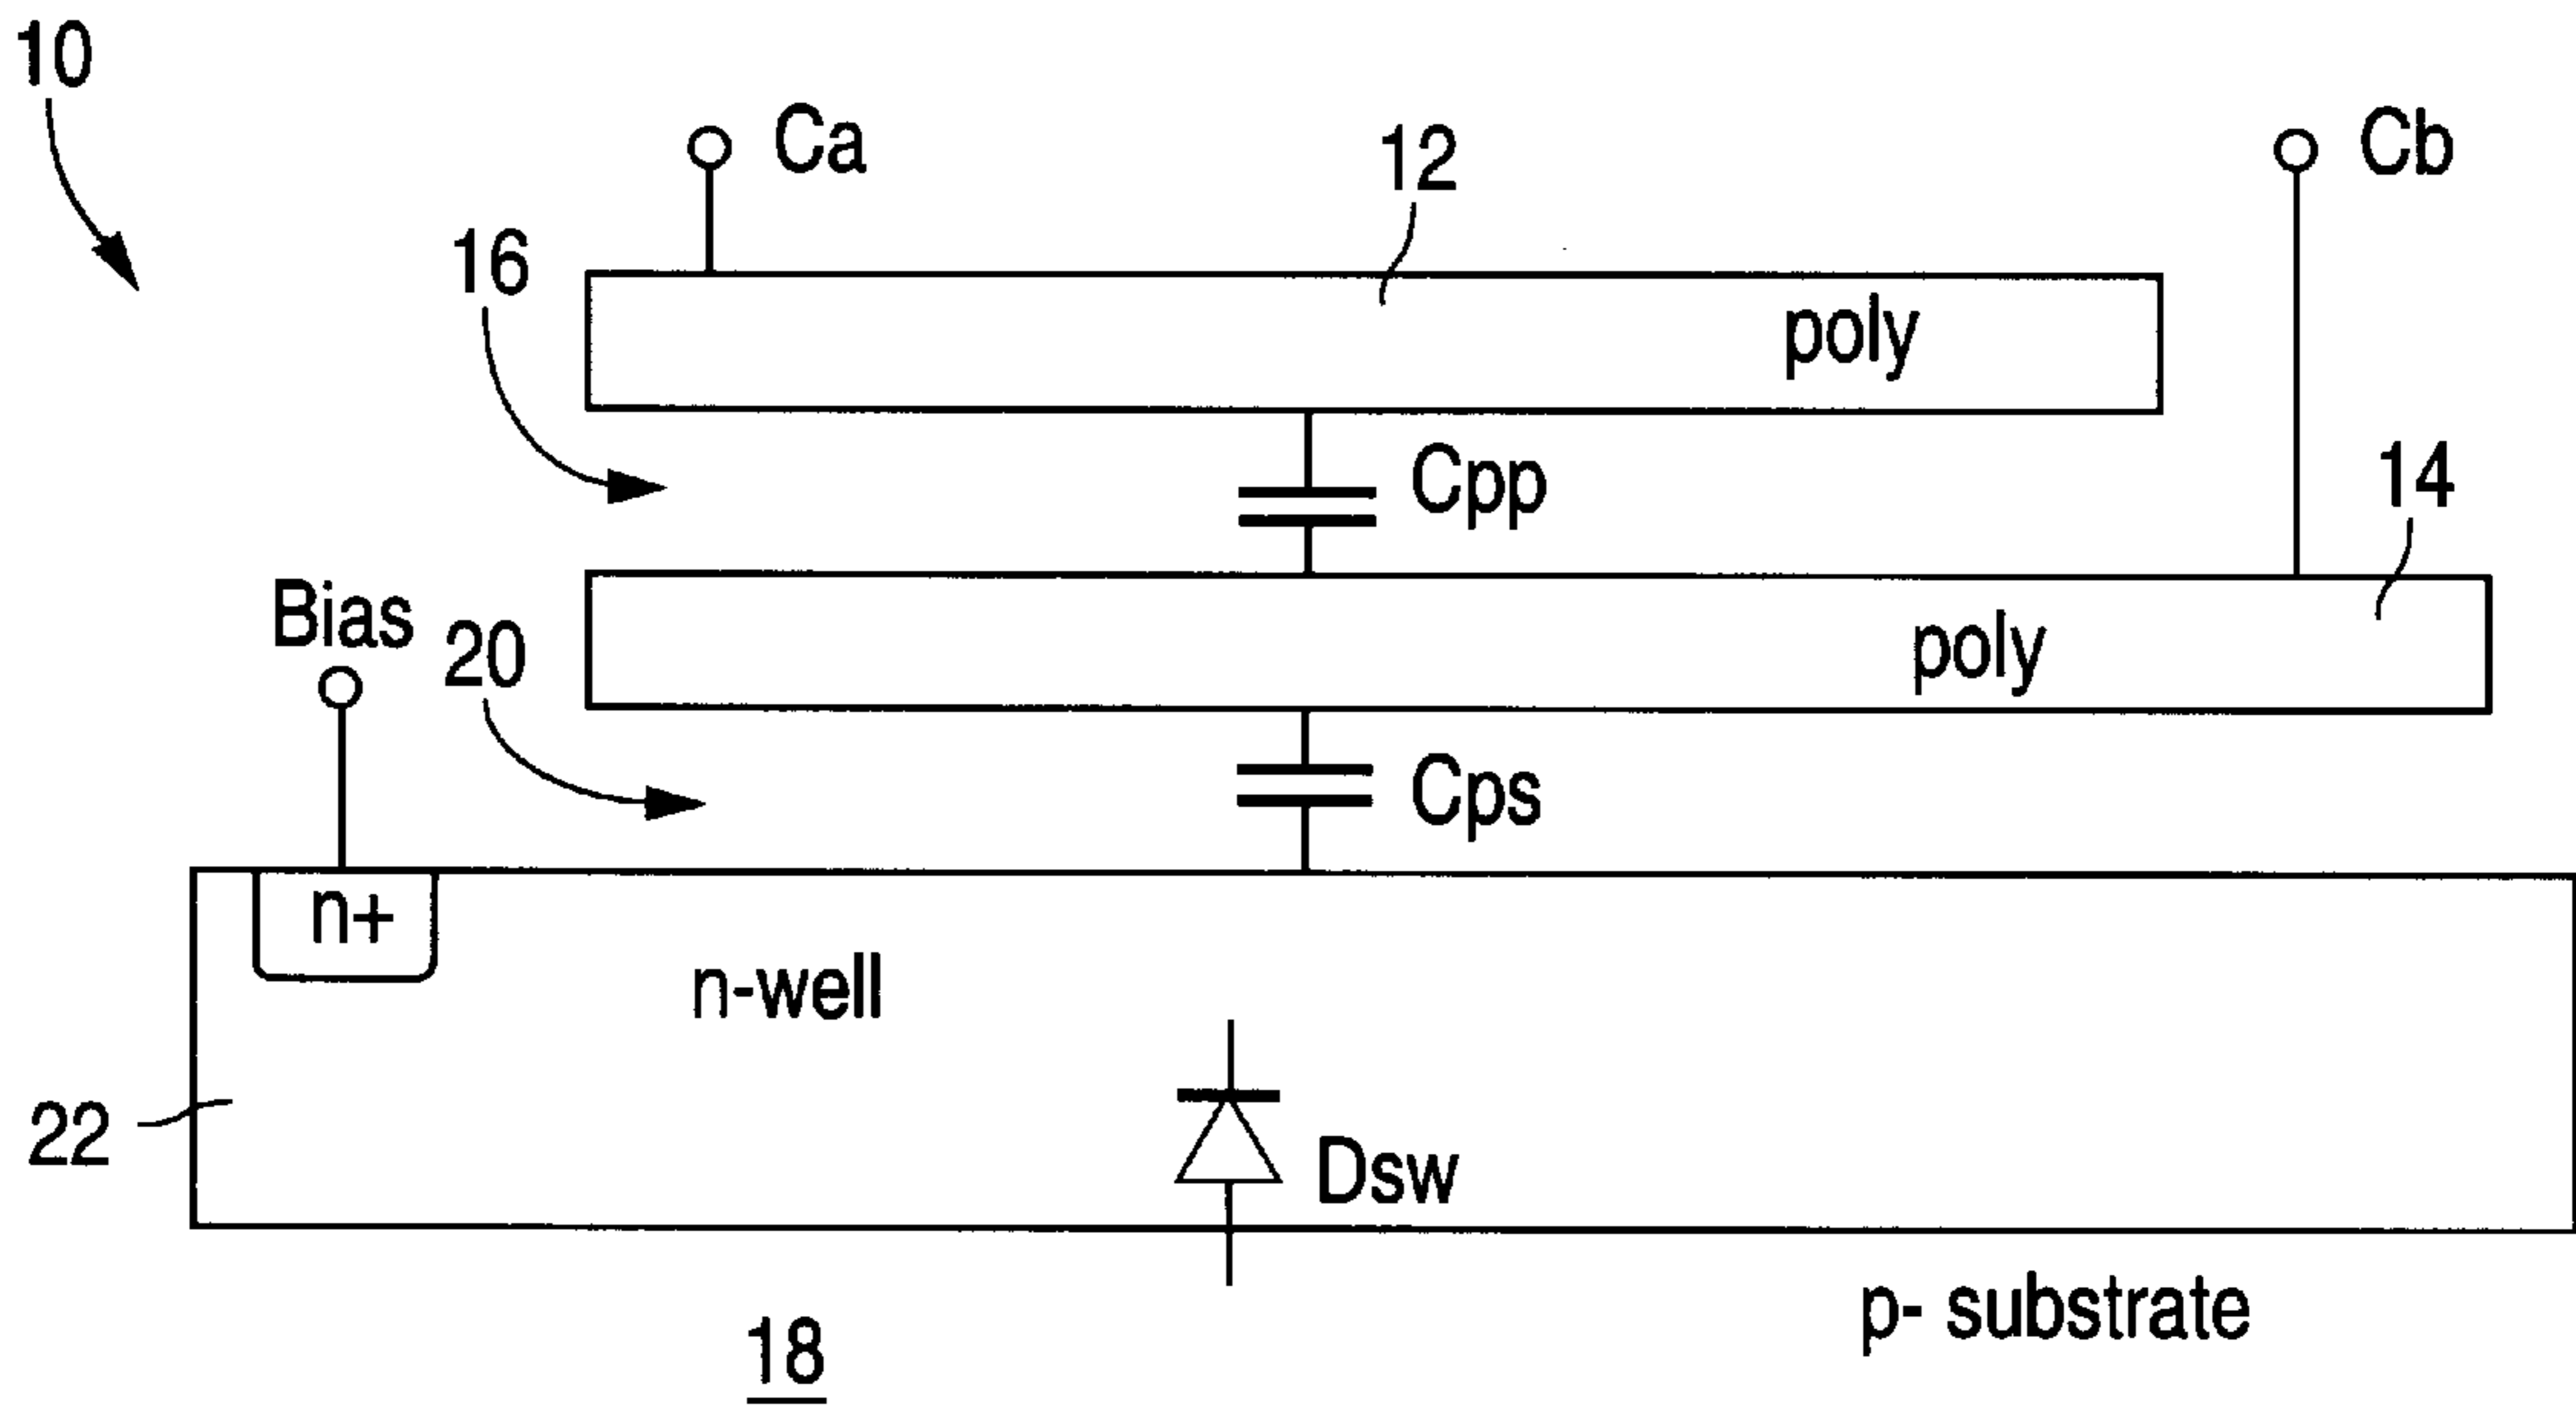 10
Ca
Cb
12
16
poly
Cpp
14
Bias
20
poly
Cps
n+
n-well
22
Dsw
p- substrate
18